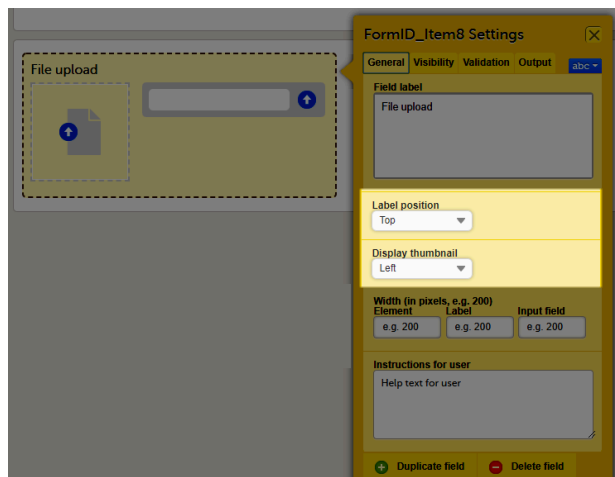 File upload
FormID_Item8 Settings
General Visibility Validation Output abc
Field label
File upload
Label position
Top
Display thumbnail
Left
Width (in pixels, e.g. 200)
Element Label Input field
e.g. 200 e.g. 200 e.g. 200
Instructions for user
Help text for user
Duplicate field Delete field